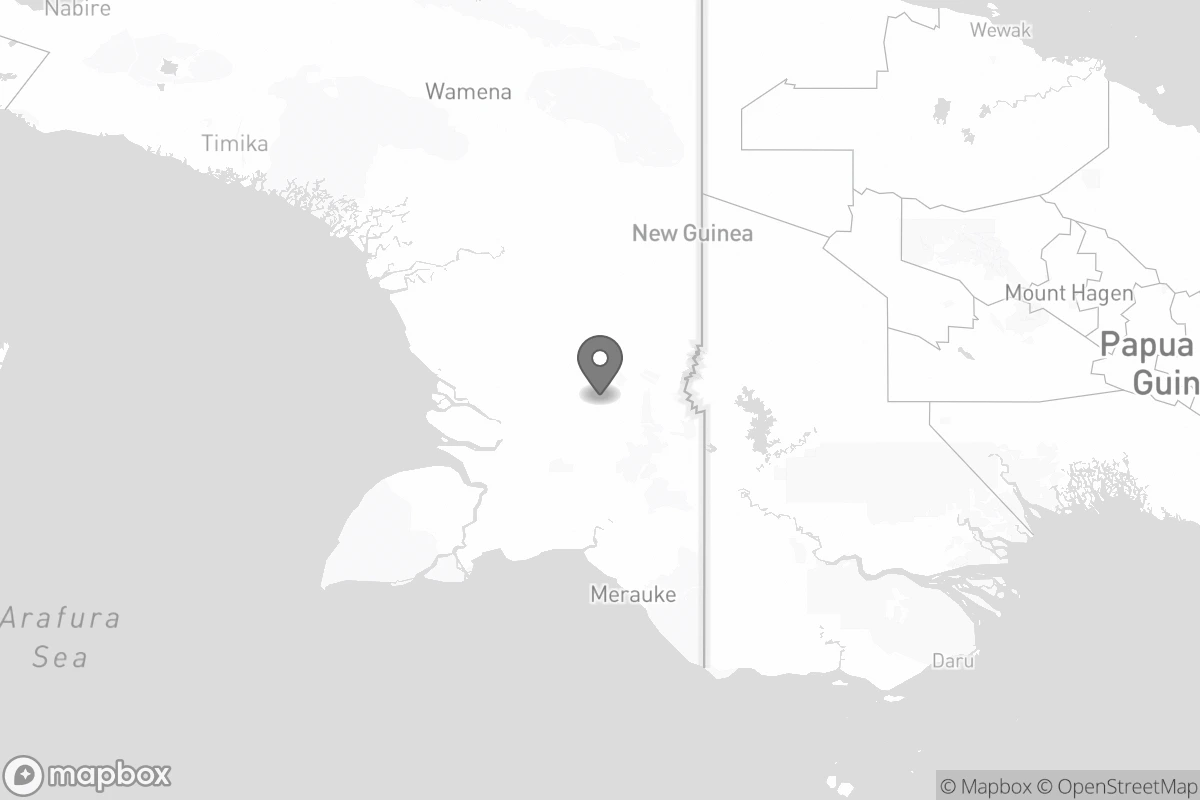 Nabire
Wewak
Wamena
Timika
New Guinea
Mount Hagen
Papua
Guin
Merauke
Arafura
Sea
Daru
mapbox
© Mapbox © OpenStreetMap